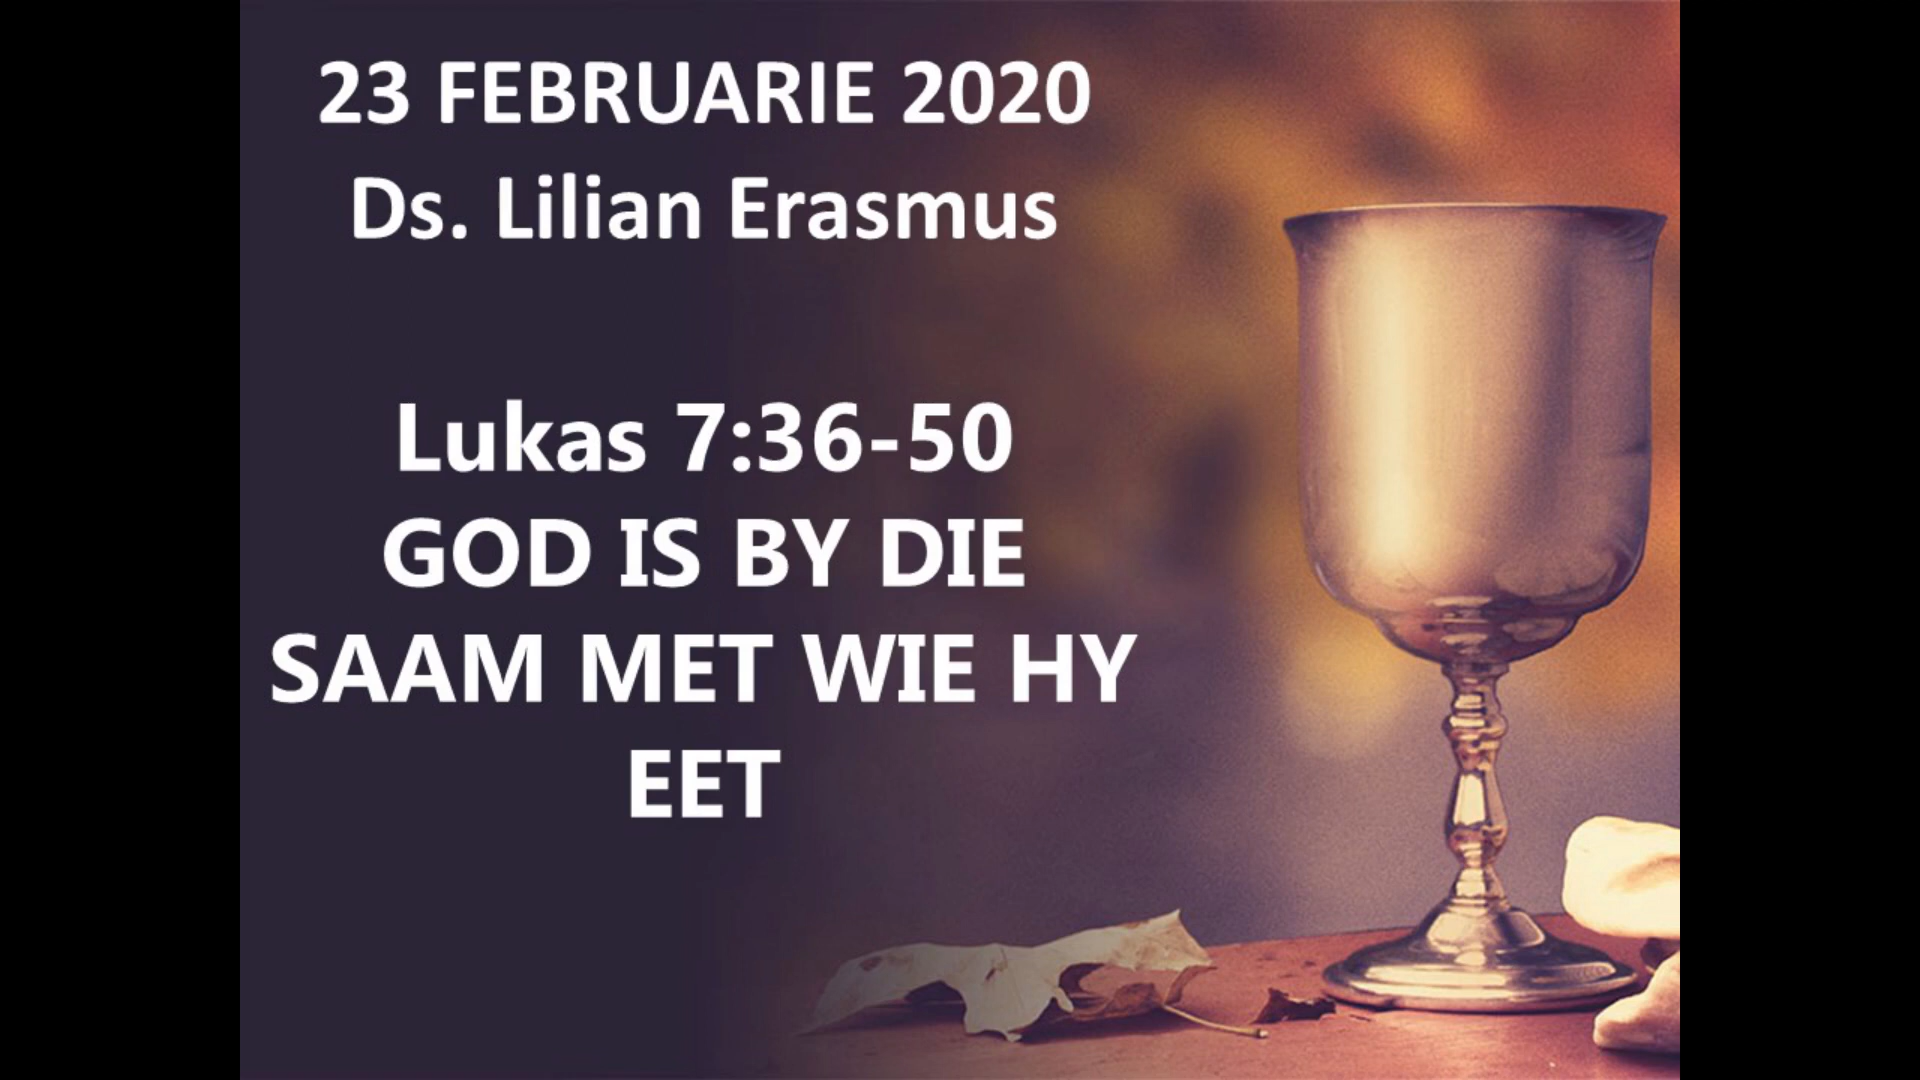 23 FEBRUARIE 2020
Ds. Lilian Erasmus
Lukas 7:36-50
GOD IS BY DIE
SAAM MET WIE HY
EET